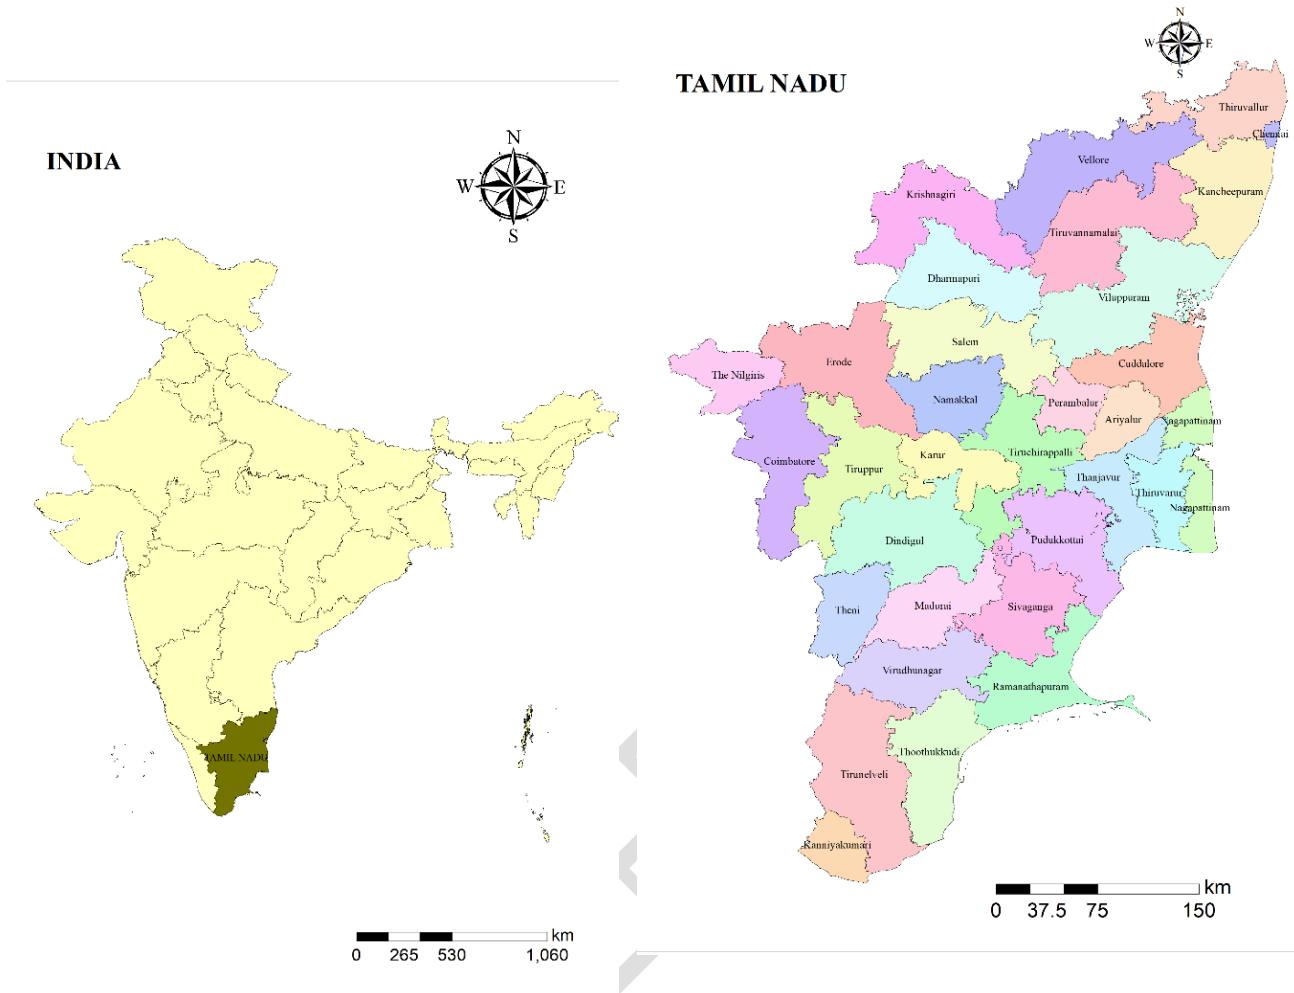 INDIA
N
W E
S
TAMIL NADU
0 265 530 1,060
km
TAMIL NADU
N
W E
S
Thiruvallur
Chennai
Vellore
Kancheepuram
Krishnagiri
Tiruvannamalai
Dharmapuri
Viluppuram
Salem
Erode
Cuddulore
The Nilgiris
Namakkal
Perambalur
Ariyalur
Nagapattinam
Coimbatore
Tiruppur
Karur
Tiruchirappalli
Thanjavur
Thiruvarur
Nagapattinam
Dindigul
Pudukkottai
Theni
Madurai
Sivaganga
Virudhunagar
Ramanathapuram
Thoothukkudi
Tirunelveli
Kanniyakumari
km
0 37.5 75 150